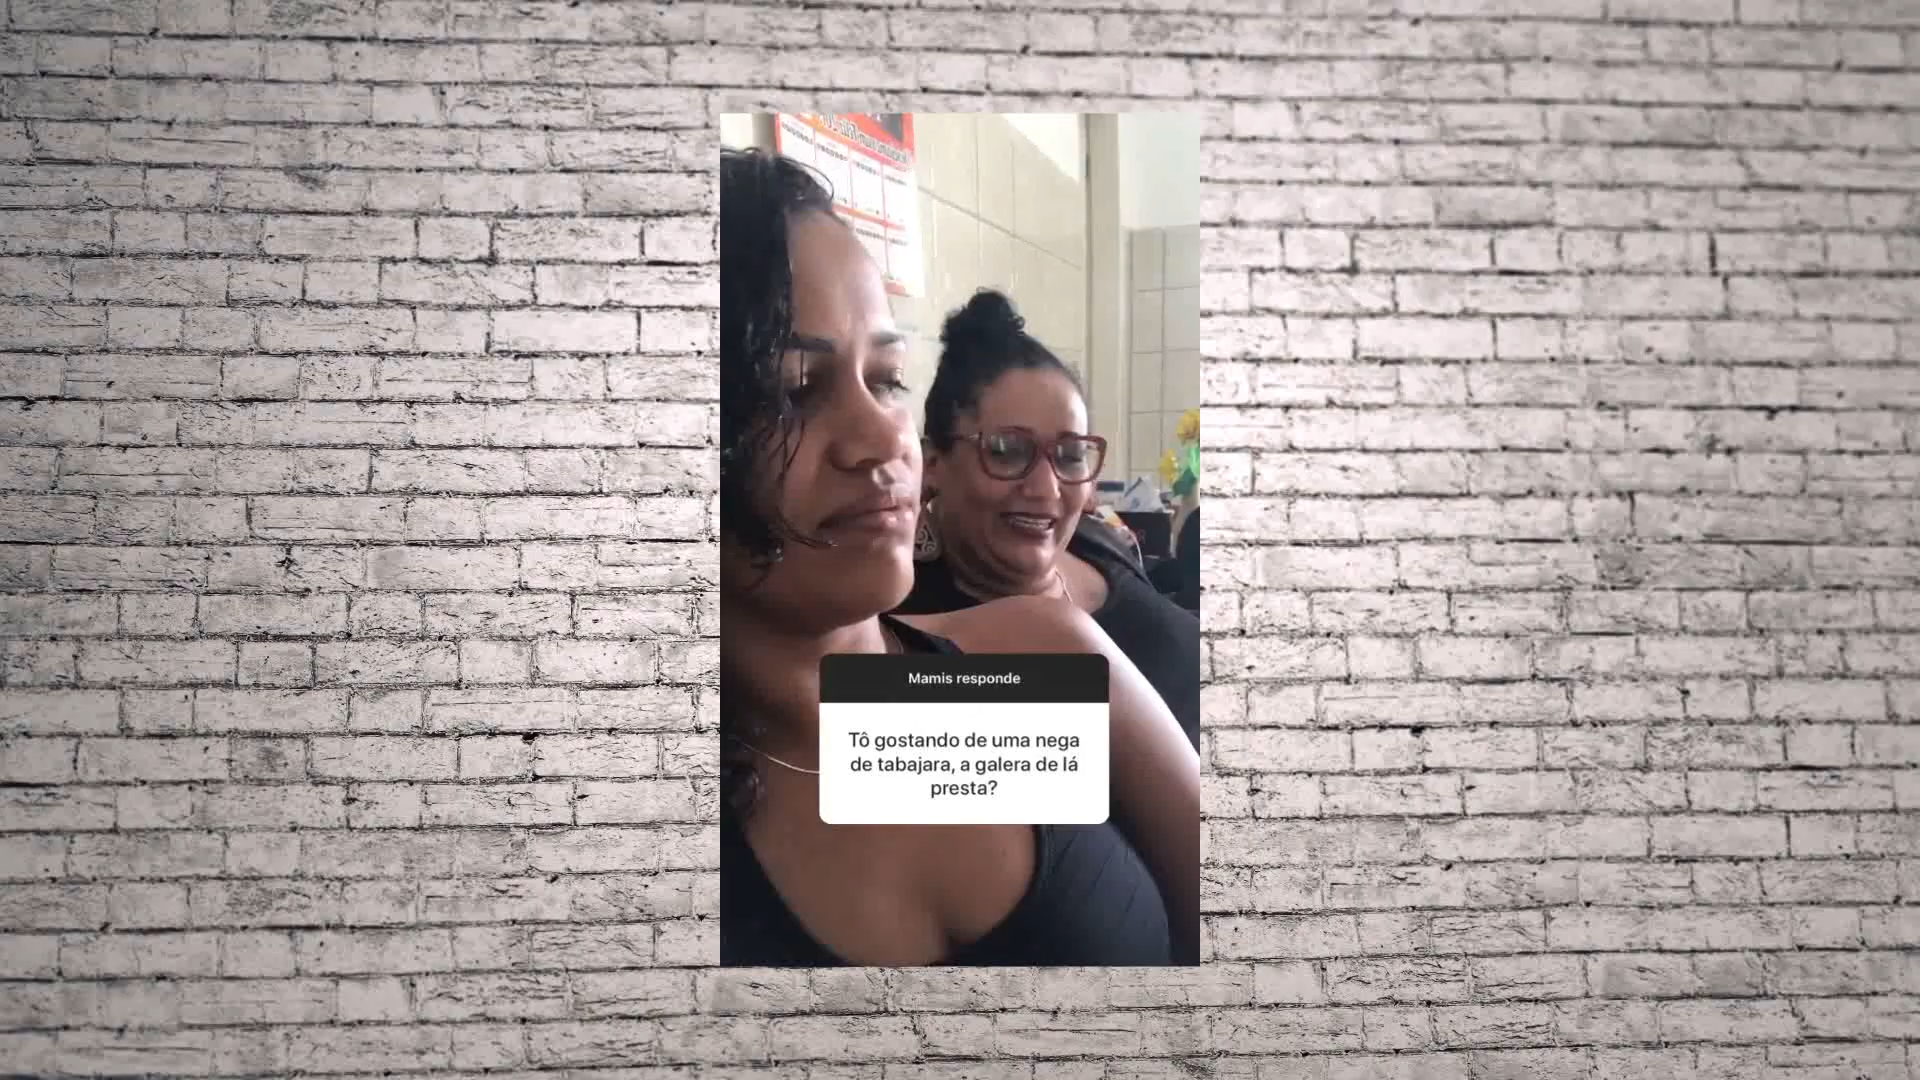 Mamis responde
Tô gostando de uma nega
de tabajara, a galera de lá
presta?